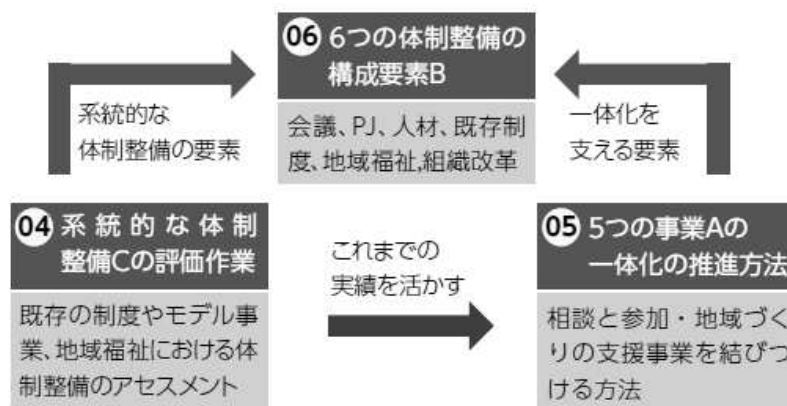 06 6つの体制整備の
構成要素B
会議、PJ、人材、既存制
度、地域福祉,組織改革
系統的な
体制整備の要素
一体化を
支える要素
04 系統的な体制
整備Cの評価作業
既存の制度やモデル事
業、地域福祉における体
制整備のアセスメント
これまでの
実績を活かす
05 5つの事業Aの
一体化の推進方法
相談と参加・地域づく
りの支援事業を結びつ
ける方法